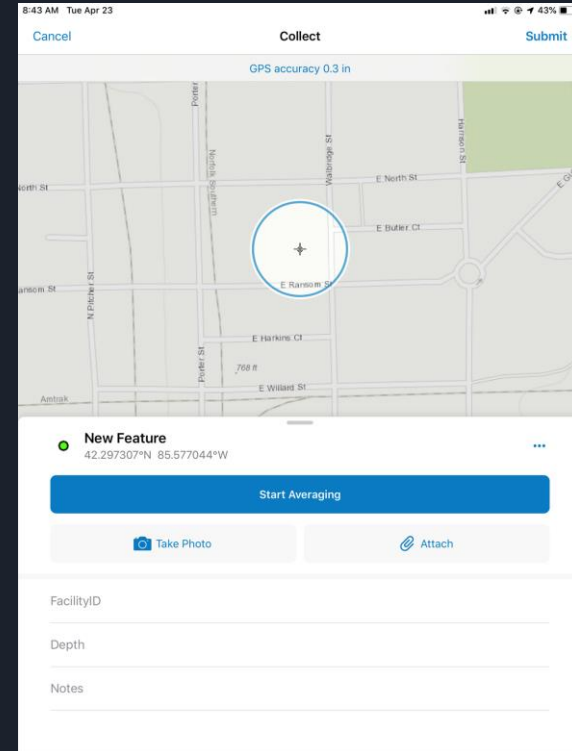 8:43 AM Tue Apr 23
43%
Cancel
Collect
Submit
GPS accuracy 0.3 in
Porter
Norfolk Southern
Walbridge St
Harrison St
North St
E North St
E Butler Ct
N Pitcher St
E Ransom St
E Harkins Ct
Porter St
768 ft
E Willard St
Amtrak
New Feature
42.297307°N 85.577044°W
Start Averaging
Take Photo
Attach
FacilityID
Depth
Notes